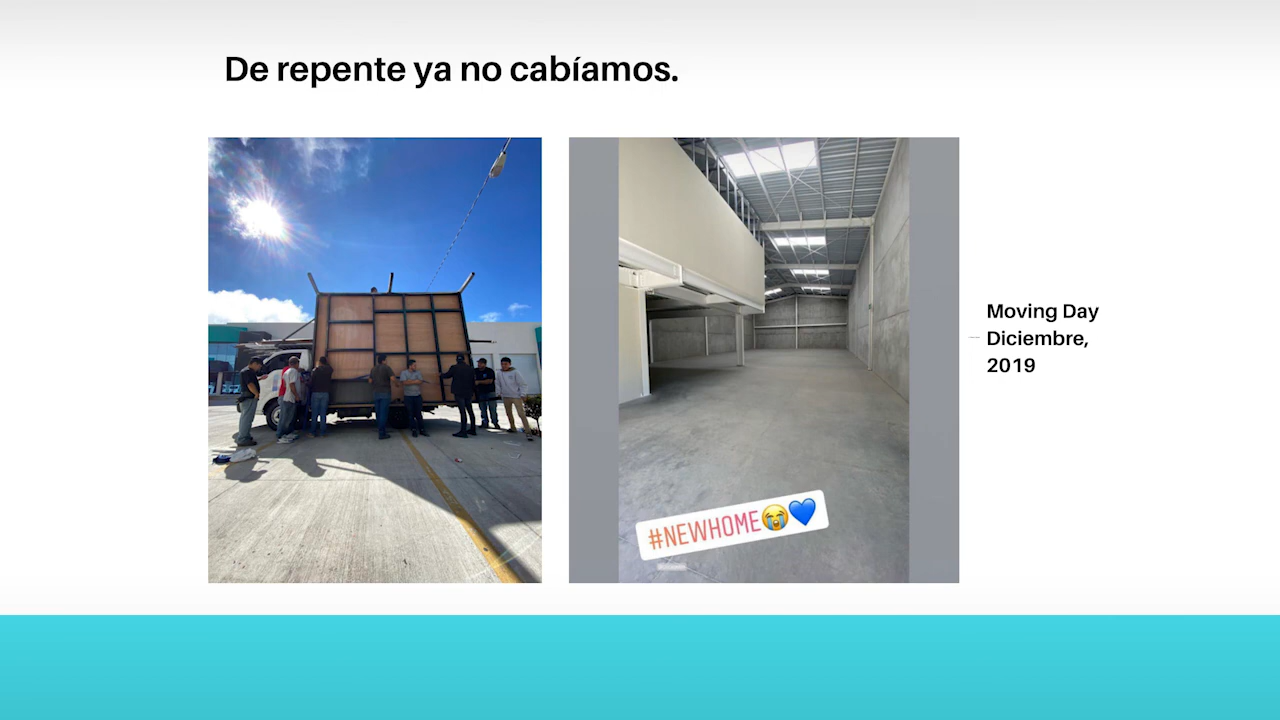 De repente ya no cabíamos.
Moving Day
Diciembre,
2019
#NEWHOME😭💙